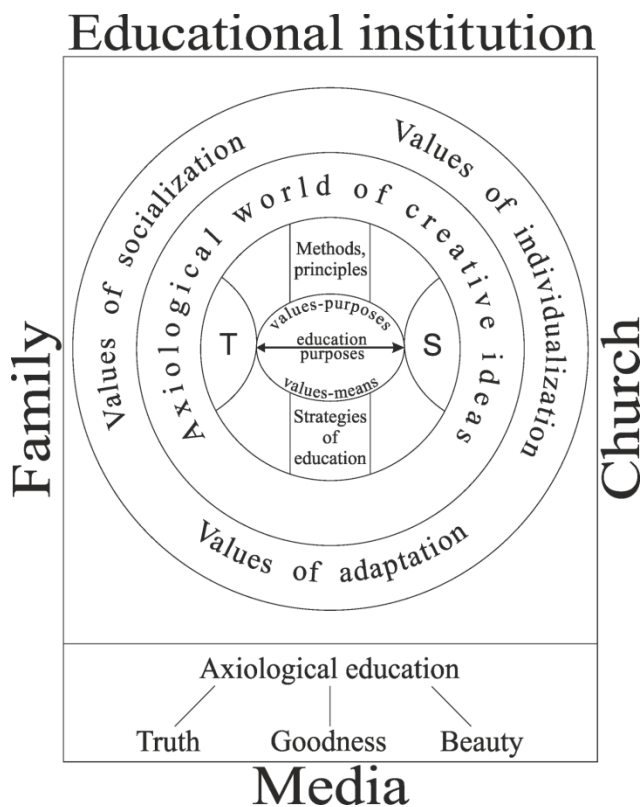 Educational institution
Family
Church
Values of socialization
Values of individualization
Values of adaptation
Axiological world of creative ideas
Methods,
principles
values-purposes
T
education
purposes
S
values-means
Strategies
of
education
Axiological education
Truth
Goodness
Beauty
Media